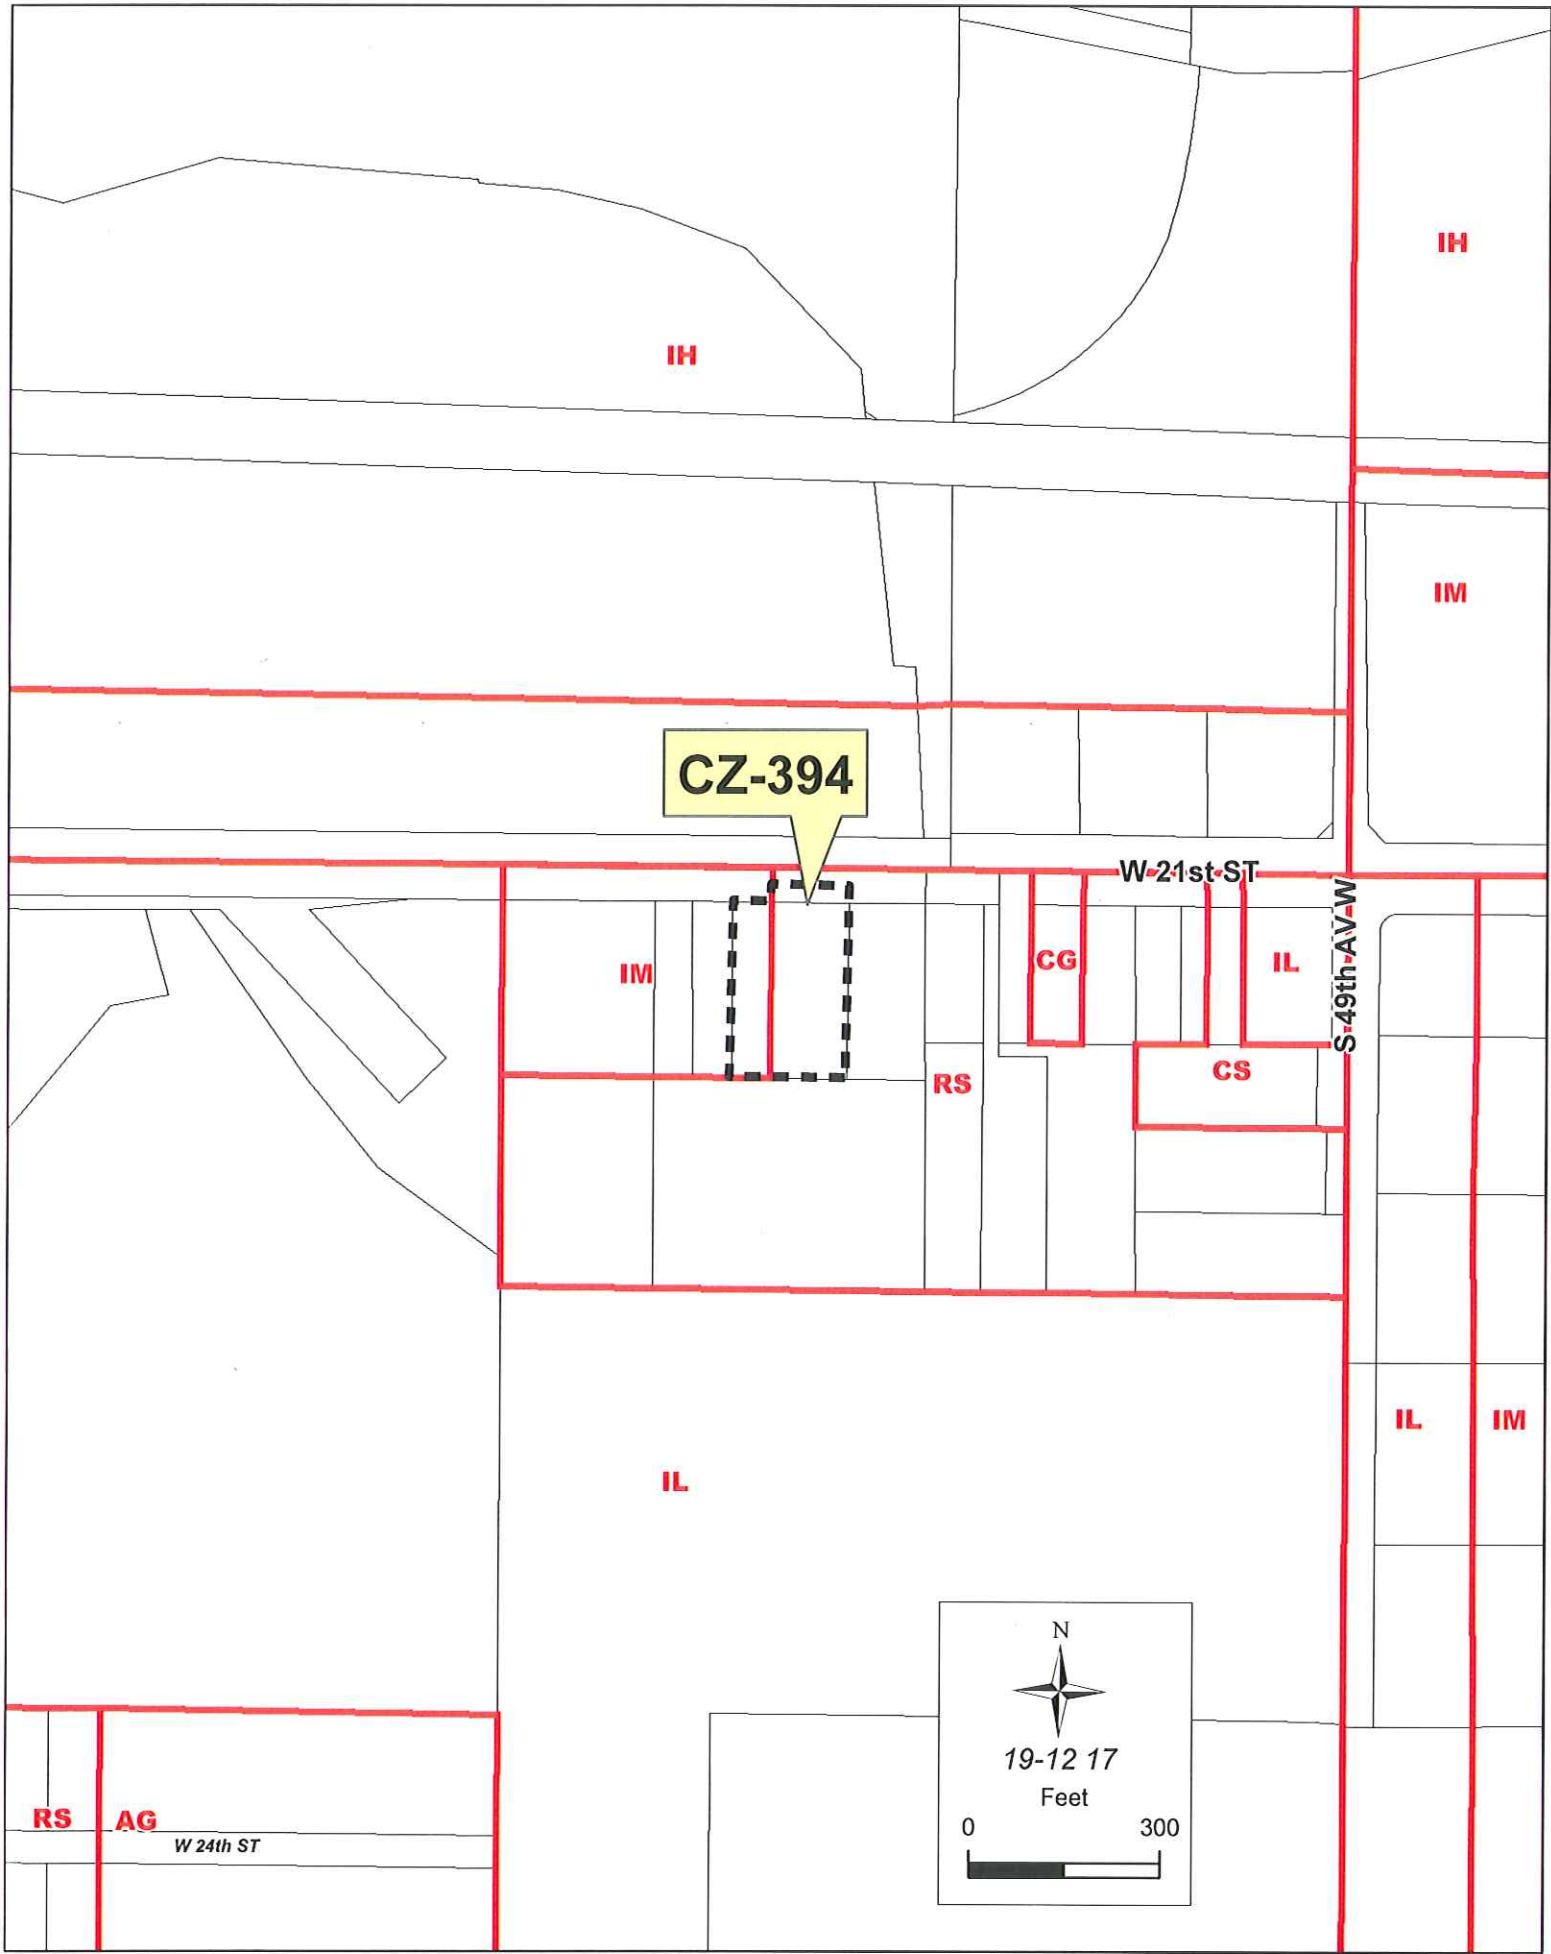 IH
IH
IM
CZ-394
W 21st ST
S 49th AV W
IM
CG
IL
RS
CS
IL
IM
IL
N
19-12 17
Feet
0 300
RS
AG
W 24th ST